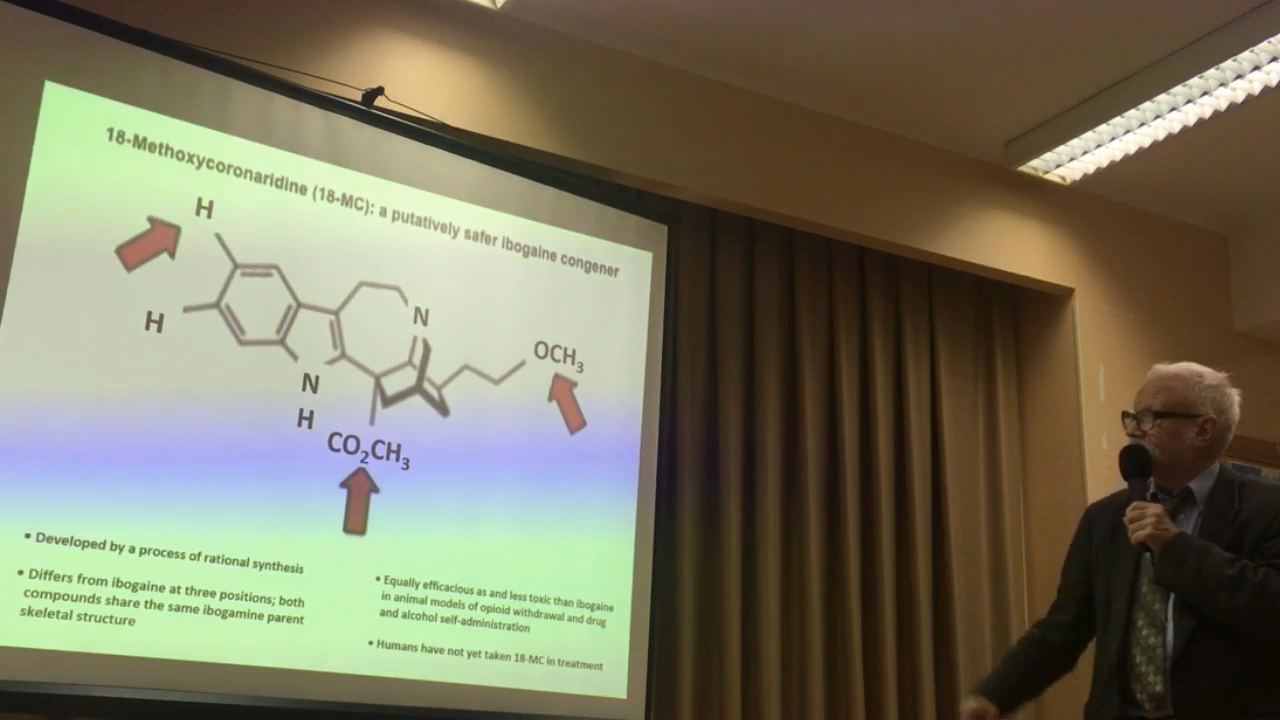 18-Methoxycoronaridine (18-MC): a putatively safer ibogaine congener
H
H
N
N
H
OCH₃
CO₂CH₃
• Developed by a process of rational synthesis
• Differs from ibogaine at three positions; both
compounds share the same ibogamine parent
skeletal structure
• Equally efficacious as and less toxic than ibogaine
in animal models of opioid withdrawal and drug
and alcohol self-administration
• Humans have not yet taken 18-MC in treatment